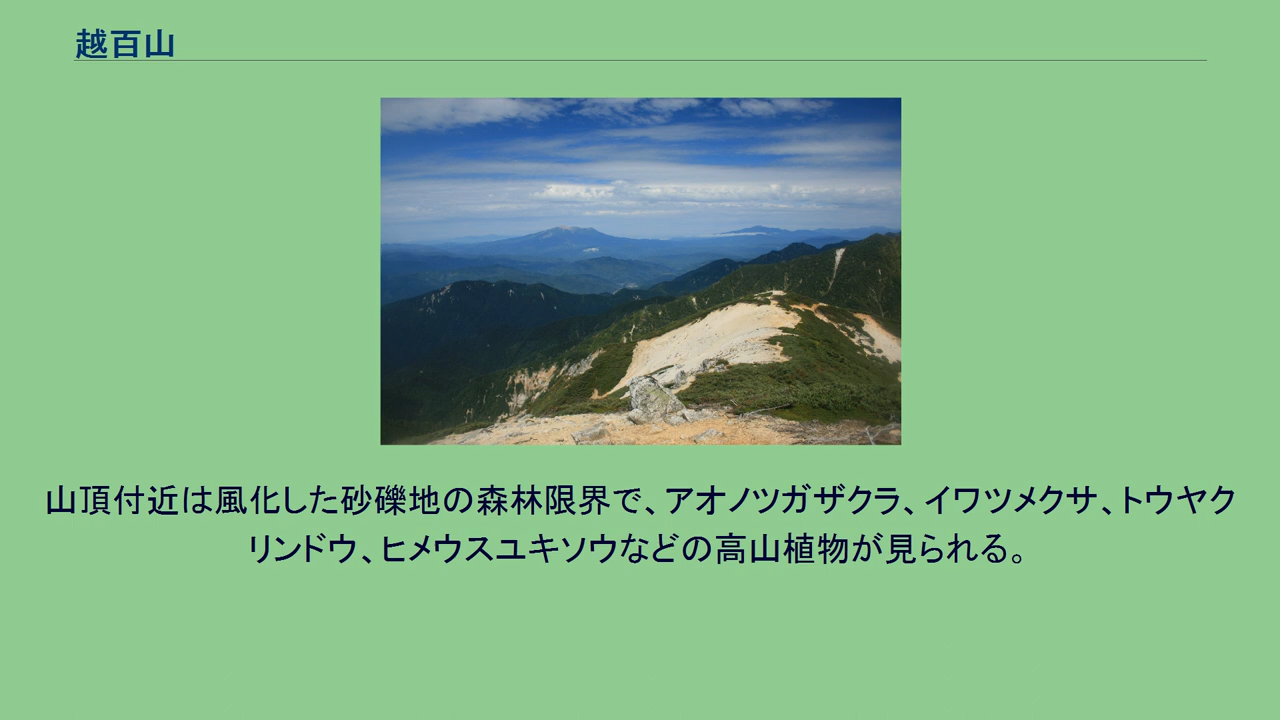 越百山
山頂付近は風化した砂礫地の森林限界で、アオノツガザクラ、イワツメクサ、トウヤク
リンドウ、ヒメウスユキソウなどの高山植物が見られる。